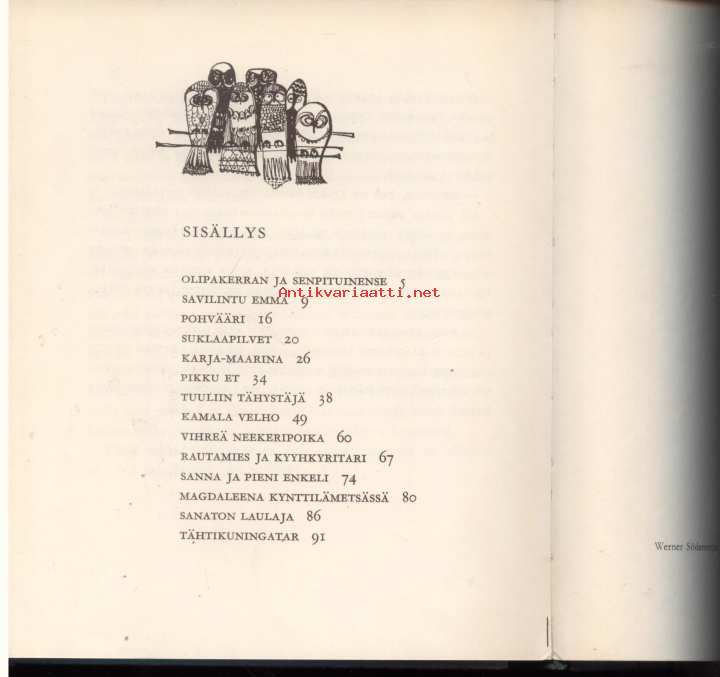 SISÄLLYS
OLIPAKERRAN JA SENPITUINENSE 5
Antikvariaatti.net
SAVILINTU EMMA 9
POHVÄÄRI 16
SUKLAAPILVET 20
KARJA-MAARINA 26
PIKKU ET 34
TUULIIN TÄHYSTÄJÄ 38
KAMALA VELHO 49
VIHREÄ NEEKERIPOIKA 60
RAUTAMIES JA KYYHKYRITARI 67
SANNA JA PIENI ENKELI 74
MAGDALEENA KYNTTILÄMETSÄSSÄ 80
SANATON LAULAJA 86
TÄHTIKUNINGATAR 91
Werner